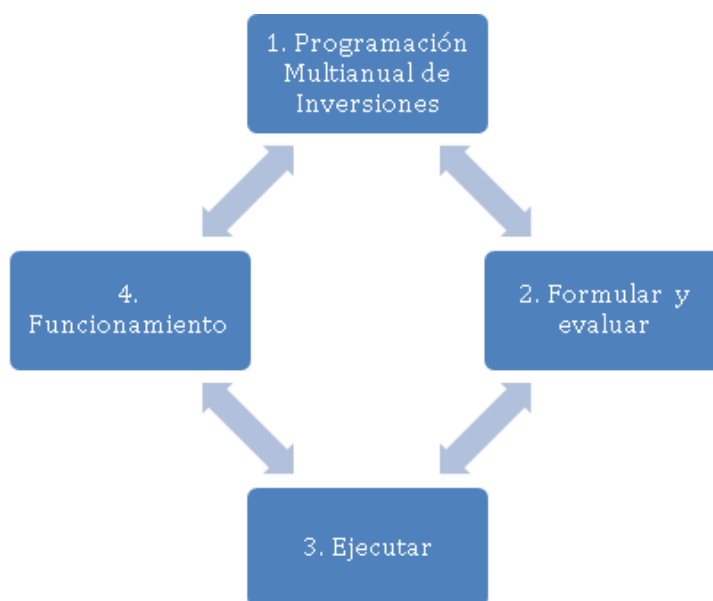 1. Programación
Multianual de
Inversiones
2. Formular y
evaluar
3. Ejecutar
4.
Funcionamiento